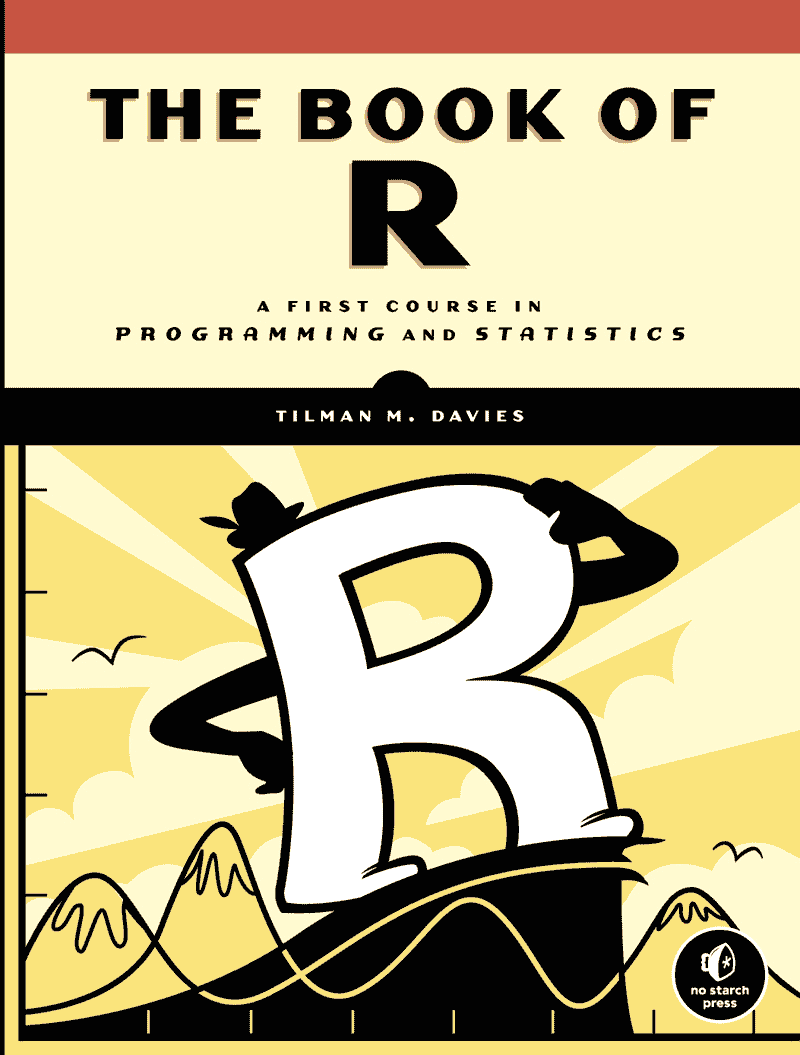 THE BOOK OF
R
A FIRST COURSE IN
PROGRAMMING AND STATISTICS
TILMAN M. DAVIES
R
no starch
press